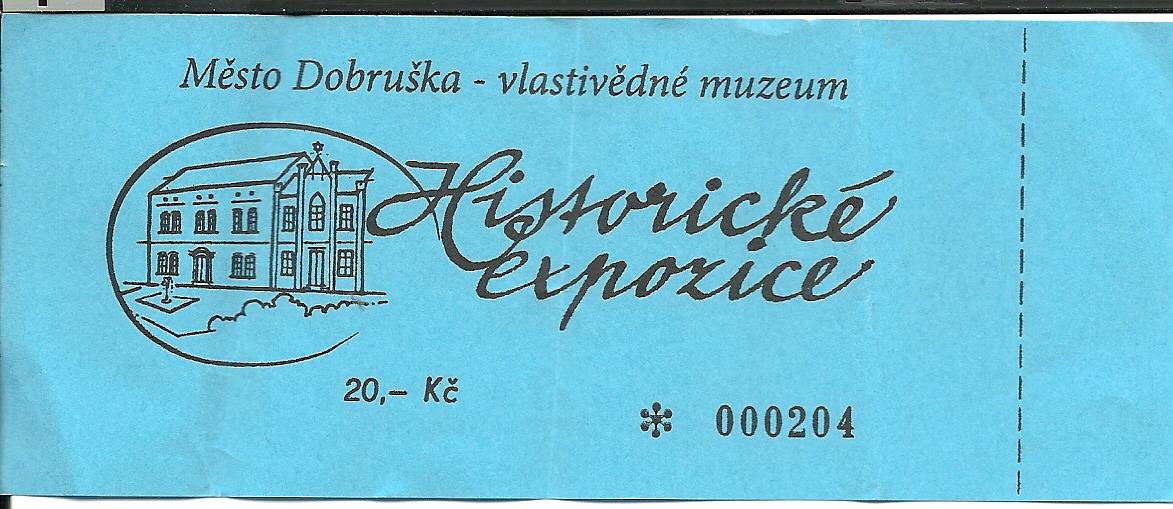 Město Dobruška - vlastivědné muzeum
Historické
expozice
20,– Kč
* 000204